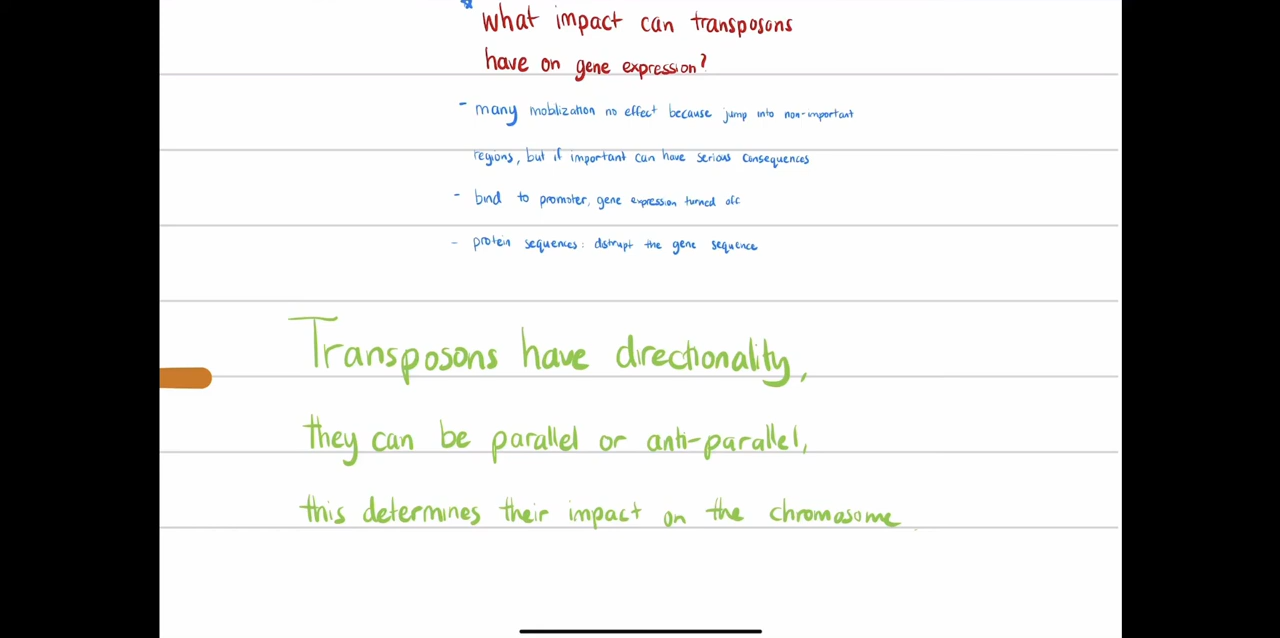 * What impact can transposons
have on gene expression?
- many moblization no effect because jump into non-important
regions, but if important can have serious consequences
- bind to promoter, gene expression turned off
- protein sequences: distrupt the gene sequence
Transposons have directionality,
they can be parallel or anti-parallel,
this determines their impact on the chromosome